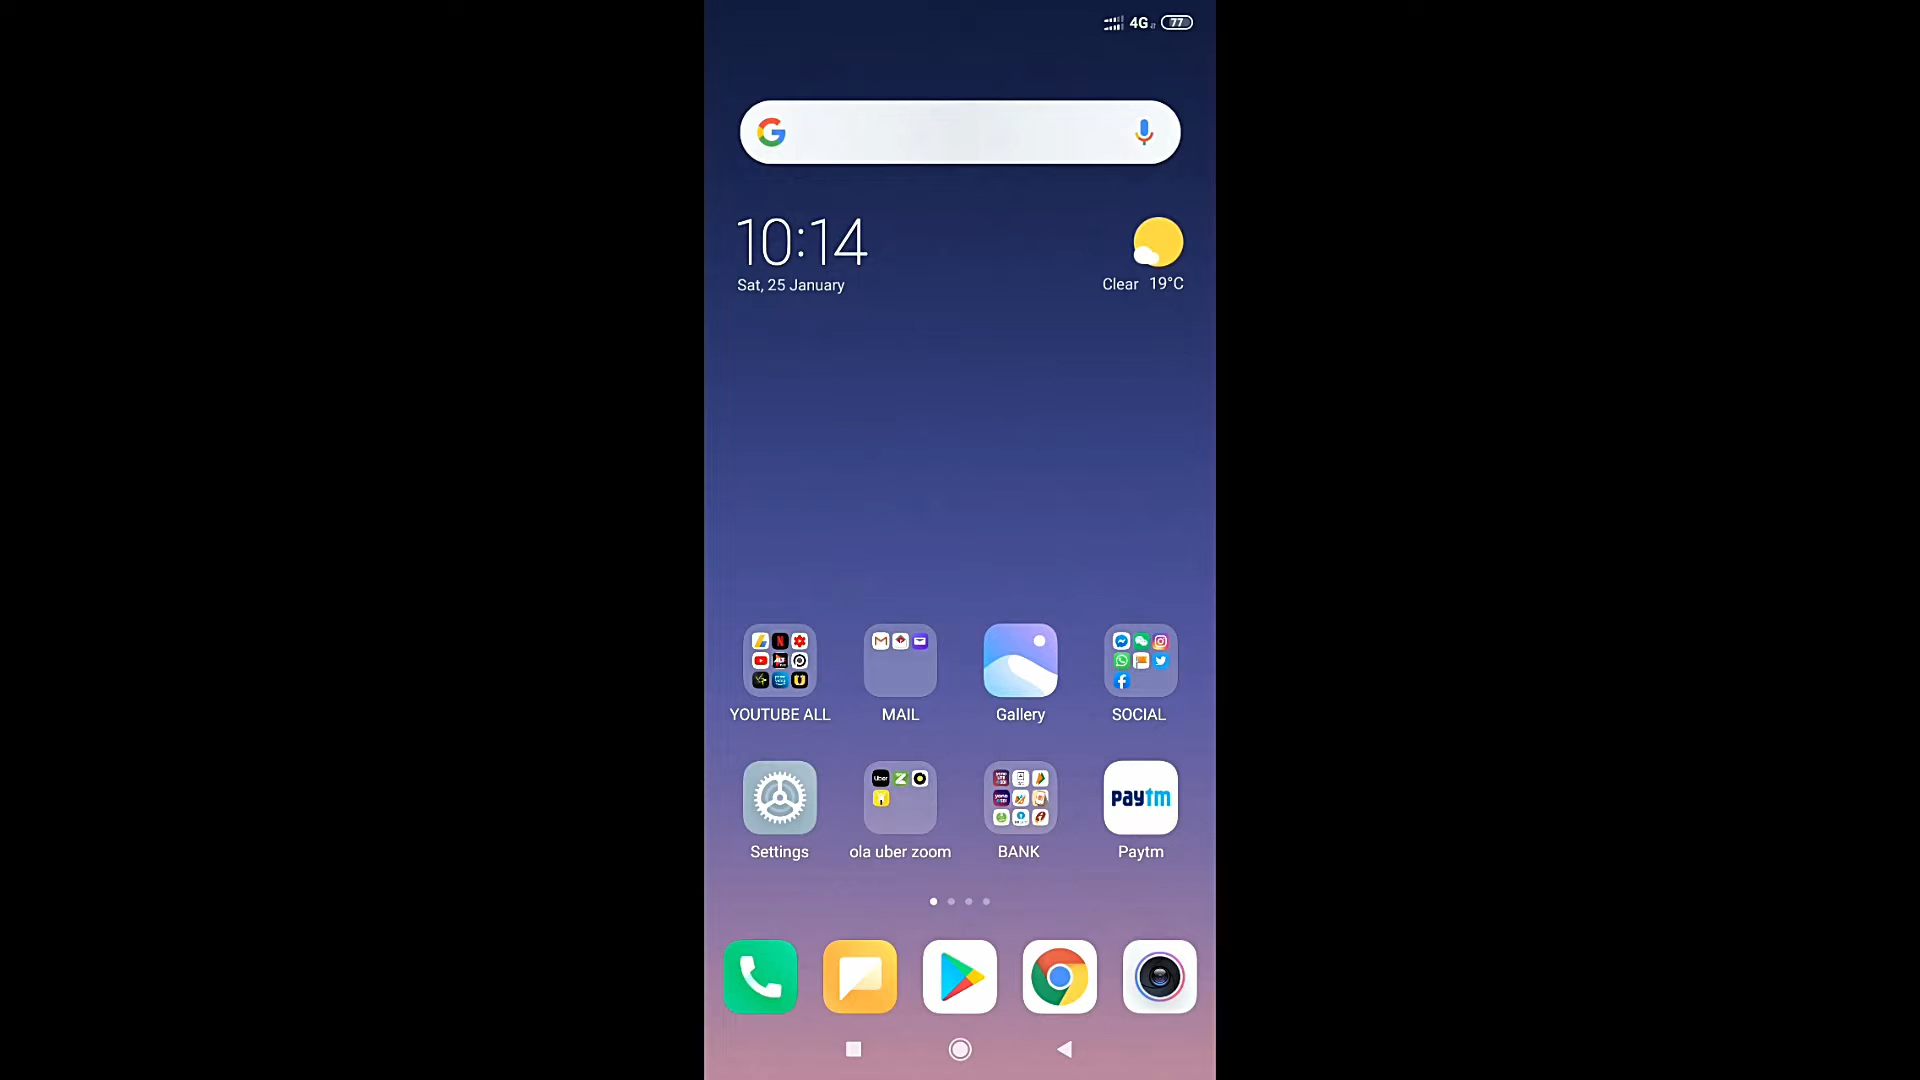 4G 77
10:14
Sat, 25 January
Clear 19°C
YOUTUBE ALL
MAIL
Gallery
SOCIAL
Uber
paytm
Settings
ola uber zoom
BANK
Paytm